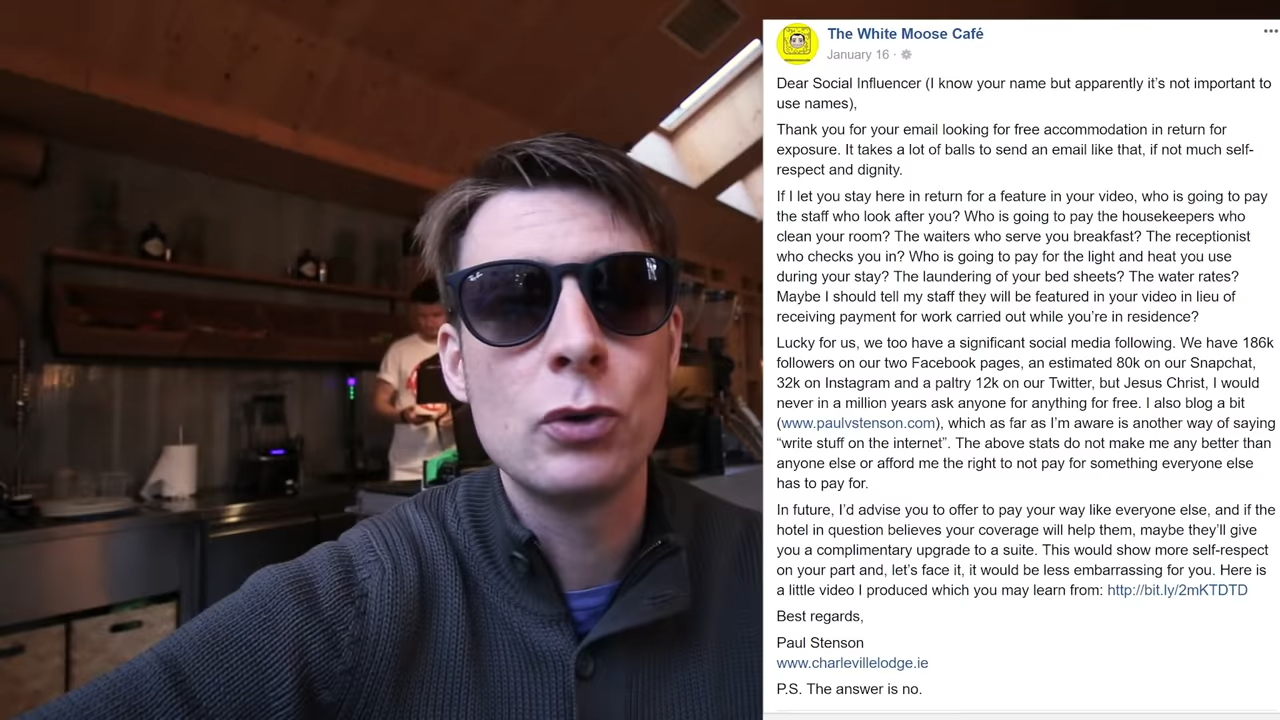 The White Moose Café
January 16 ·
Dear Social Influencer (I know your name but apparently it’s not important to
use names),
Thank you for your email looking for free accommodation in return for
exposure. It takes a lot of balls to send an email like that, if not much self-
respect and dignity.
If I let you stay here in return for a feature in your video, who is going to pay
the staff who look after you? Who is going to pay the housekeepers who
clean your room? The waiters who serve you breakfast? The receptionist
who checks you in? Who is going to pay for the light and heat you use
during your stay? The laundering of your bed sheets? The water rates?
Maybe I should tell my staff they will be featured in your video in lieu of
receiving payment for work carried out while you’re in residence?
Lucky for us, we too have a significant social media following. We have 186k
followers on our two Facebook pages, an estimated 80k on our Snapchat,
32k on Instagram and a paltry 12k on our Twitter, but Jesus Christ, I would
never in a million years ask anyone for anything for free. I also blog a bit
(www.paulvstenson.com), which as far as I’m aware is another way of saying
“write stuff on the internet”. The above stats do not make me any better than
anyone else or afford me the right to not pay for something everyone else
has to pay for.
In future, I’d advise you to offer to pay your way like everyone else, and if the
hotel in question believes your coverage will help them, maybe they’ll give
you a complimentary upgrade to a suite. This would show more self-respect
on your part and, let’s face it, it would be less embarrassing for you. Here is
a little video I produced which you may learn from: http://bit.ly/2mKTDTD
Best regards,
Paul Stenson
www.charlevillelodge.ie
P.S. The answer is no.
Ray-Ban